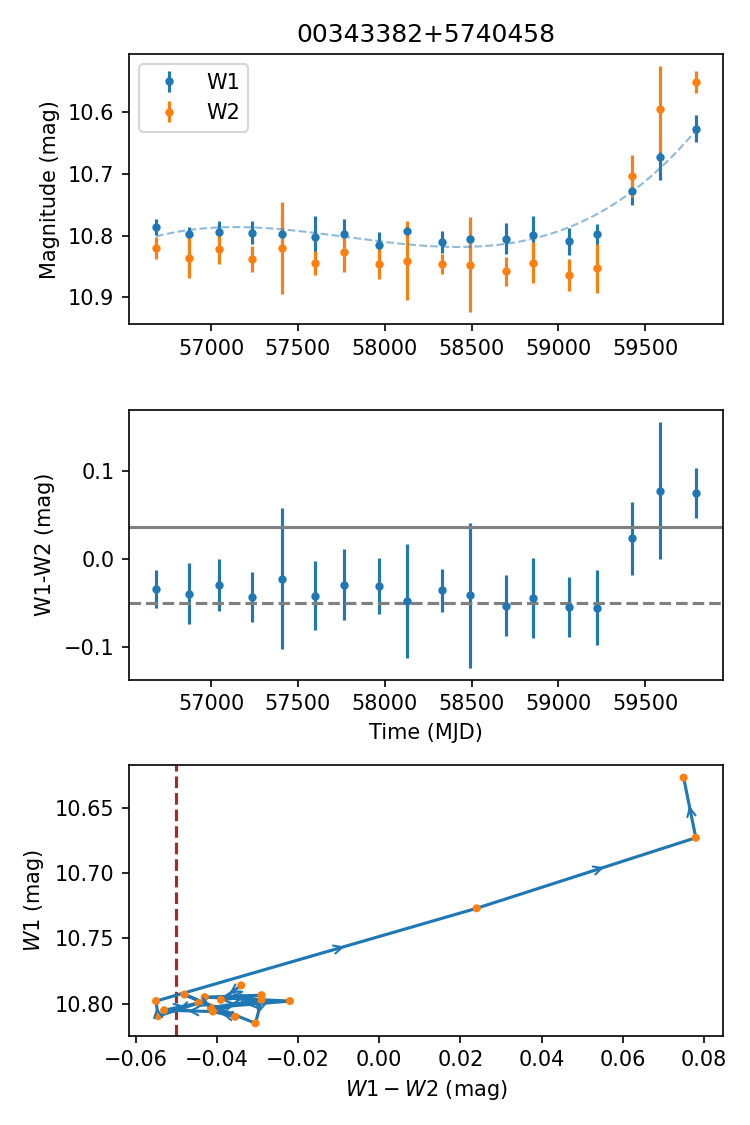 00343382+5740458
W1
W2
Magnitude (mag)
10.6
10.7
10.8
10.9
57000 57500 58000 58500 59000 59500
W1-W2 (mag)
0.1
0.0
−0.1
57000 57500 58000 58500 59000 59500
Time (MJD)
W1 (mag)
10.65
10.70
10.75
10.80
−0.06 −0.04 −0.02 0.00 0.02 0.04 0.06 0.08
W1 − W2 (mag)